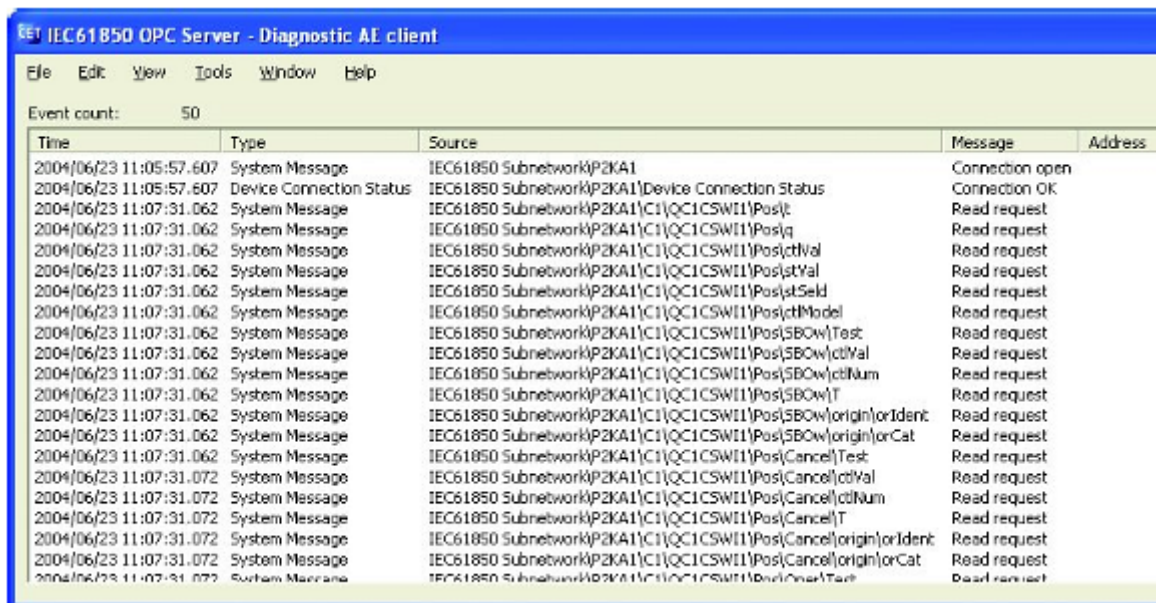 CET IEC61850 OPC Server - Diagnostic AE client
File Edit View Tools Window Help
Event count: 50
Time Type Source Message Address
2004/06/23 11:05:57.607 System Message IEC61850 Subnetwork\P2KA1 Connection open
2004/06/23 11:05:57.607 Device Connection Status IEC61850 Subnetwork\P2KA1\Device Connection Status Connection OK
2004/06/23 11:07:31.062 System Message IEC61850 Subnetwork\P2KA1\C1\QC1CSWI1\Pos\t Read request
2004/06/23 11:07:31.062 System Message IEC61850 Subnetwork\P2KA1\C1\QC1CSWI1\Pos\q Read request
2004/06/23 11:07:31.062 System Message IEC61850 Subnetwork\P2KA1\C1\QC1CSWI1\Pos\ctlVal Read request
2004/06/23 11:07:31.062 System Message IEC61850 Subnetwork\P2KA1\C1\QC1CSWI1\Pos\stVal Read request
2004/06/23 11:07:31.062 System Message IEC61850 Subnetwork\P2KA1\C1\QC1CSWI1\Pos\stSeld Read request
2004/06/23 11:07:31.062 System Message IEC61850 Subnetwork\P2KA1\C1\QC1CSWI1\Pos\ctlModel Read request
2004/06/23 11:07:31.062 System Message IEC61850 Subnetwork\P2KA1\C1\QC1CSWI1\Pos\SBOw\Test Read request
2004/06/23 11:07:31.062 System Message IEC61850 Subnetwork\P2KA1\C1\QC1CSWI1\Pos\SBOw\ctlVal Read request
2004/06/23 11:07:31.062 System Message IEC61850 Subnetwork\P2KA1\C1\QC1CSWI1\Pos\SBOw\ctlNum Read request
2004/06/23 11:07:31.062 System Message IEC61850 Subnetwork\P2KA1\C1\QC1CSWI1\Pos\SBOw\T Read request
2004/06/23 11:07:31.062 System Message IEC61850 Subnetwork\P2KA1\C1\QC1CSWI1\Pos\SBOw\origin\orIdent Read request
2004/06/23 11:07:31.062 System Message IEC61850 Subnetwork\P2KA1\C1\QC1CSWI1\Pos\SBOw\origin\orCat Read request
2004/06/23 11:07:31.062 System Message IEC61850 Subnetwork\P2KA1\C1\QC1CSWI1\Pos\Cancel\Test Read request
2004/06/23 11:07:31.072 System Message IEC61850 Subnetwork\P2KA1\C1\QC1CSWI1\Pos\Cancel\ctlVal Read request
2004/06/23 11:07:31.072 System Message IEC61850 Subnetwork\P2KA1\C1\QC1CSWI1\Pos\Cancel\ctlNum Read request
2004/06/23 11:07:31.072 System Message IEC61850 Subnetwork\P2KA1\C1\QC1CSWI1\Pos\Cancel\T Read request
2004/06/23 11:07:31.072 System Message IEC61850 Subnetwork\P2KA1\C1\QC1CSWI1\Pos\Cancel\origin\orIdent Read request
2004/06/23 11:07:31.072 System Message IEC61850 Subnetwork\P2KA1\C1\QC1CSWI1\Pos\Cancel\origin\orCat Read request
2004/06/23 11:07:31.072 System Message IEC61850 Subnetwork\P2KA1\C1\QC1CSWI1\Pos\Oper\Test Read request